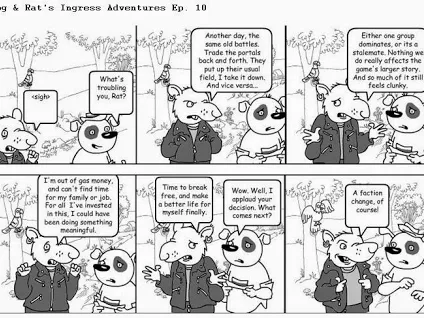 og & Rat's Ingress Adventures Ep. 10
<sigh>
What's
troubling
you, Rat?
Another day, the
same old battles.
Trade the portals
back and forth. They
put up their usual
field, I take it down.
And vice versa...
Either one group
dominates, or its a
stalemate. Nothing we
do really affects the
game's larger story.
And so much of it still
feels clunky.
I'm out of gas money,
and can't find time
for my family or job.
For all I've invested
in this, I could have
been doing something
meaningful.
Time to break
free, and make
a better life for
myself finally.
Wow. Well, I
applaud your
decision. What
comes next?
A faction
change, of
course!